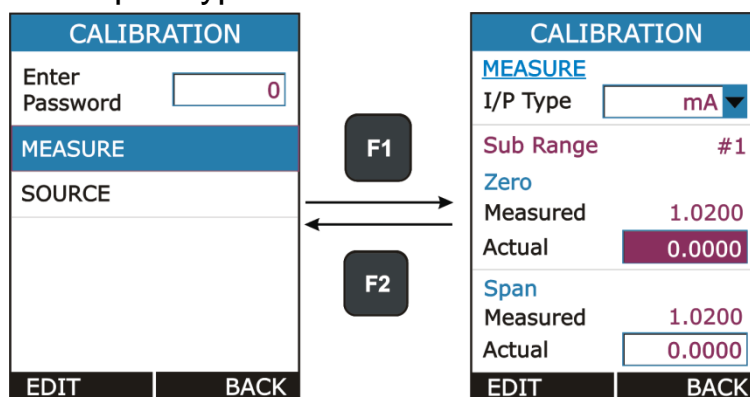 CALIBRATION
Enter
Password
0
MEASURE
SOURCE
EDIT BACK
F1
F2
CALIBRATION
MEASURE
I/P Type mA
Sub Range #1
Zero
Measured 1.0200
Actual 0.0000
Span
Measured 1.0200
Actual 0.0000
EDIT BACK